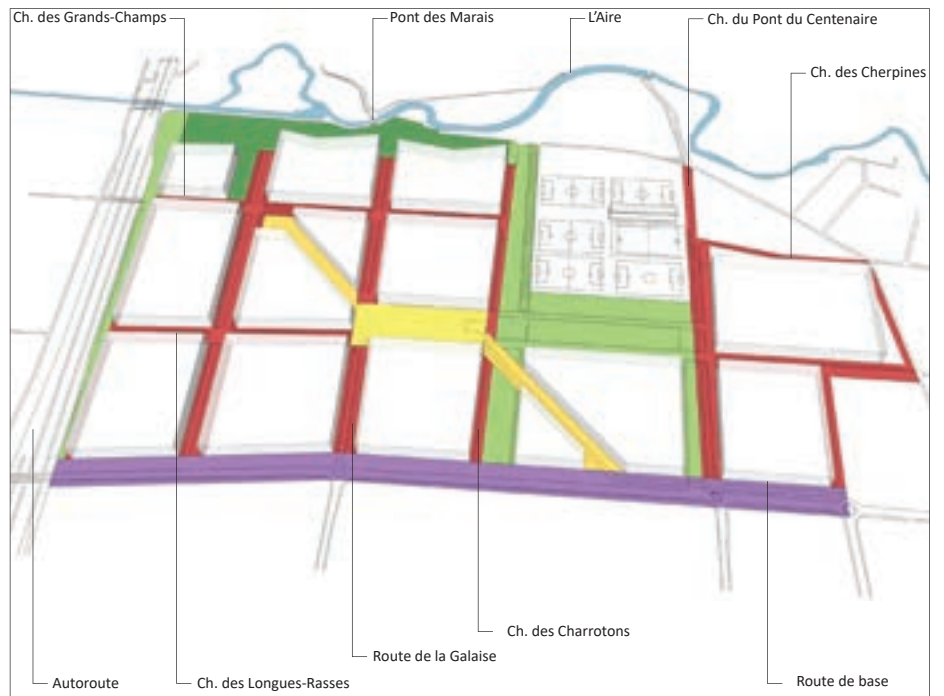 Ch. des Grands-Champs
Pont des Marais
L'Aire
Ch. du Pont du Centenaire
Ch. des Cherpines
Ch. des Charrotons
Route de la Galaise
Autoroute
Ch. des Longues-Rasses
Route de base